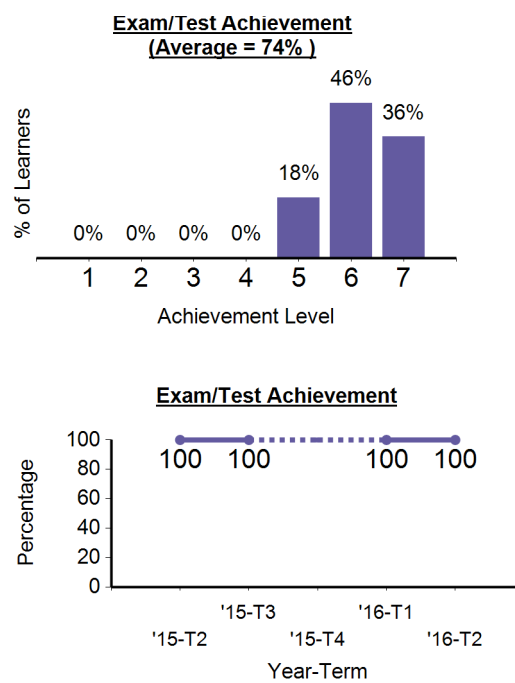 Exam/Test Achievement
(Average = 74% )
% of Learners
46%
36%
18%
0% 0% 0% 0%
1 2 3 4 5 6 7
Achievement Level
Exam/Test Achievement
Percentage
100
80
60
40
20
0
100 100 100 100
'15-T3 '16-T1
'15-T2 '15-T4 '16-T2
Year-Term